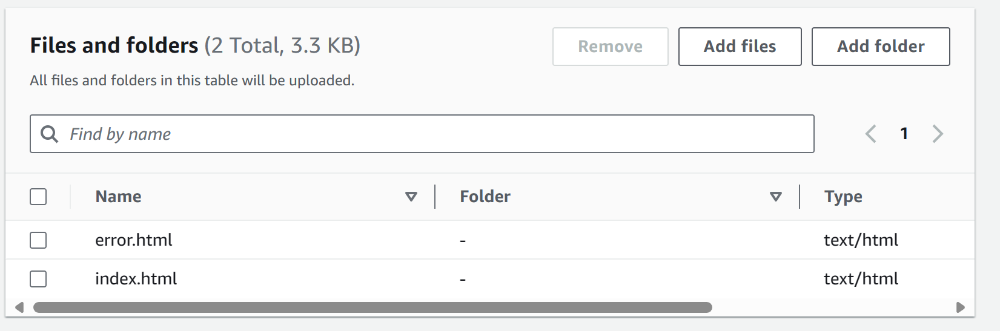 Files and folders (2 Total, 3.3 KB)
Remove
Add files
Add folder
All files and folders in this table will be uploaded.
Find by name
1
Name
Folder
Type
error.html
-
text/html
index.html
-
text/html